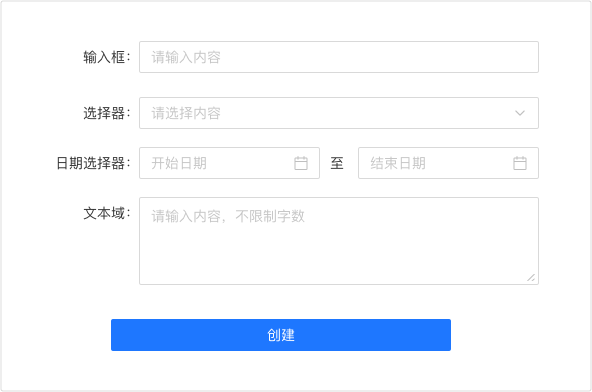 输入框： 请输入内容
选择器： 请选择内容
日期选择器： 开始日期 至 结束日期
文本域： 请输入内容，不限制字数
创建